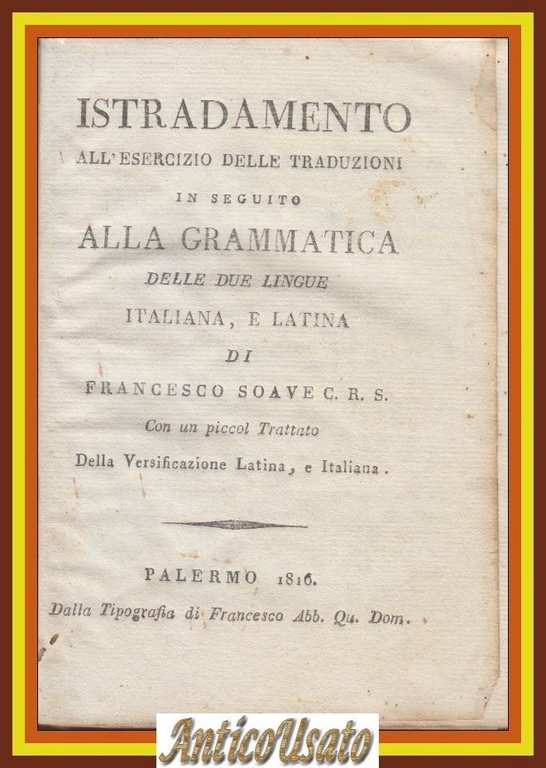 ISTRADAMENTO
ALL'ESERCIZIO DELLE TRADUZIONI
IN SEGUITO
ALLA GRAMMATICA
DELLE DUE LINGUE
ITALIANA, E LATINA
DI
FRANCESCO SOAVE C. R. S.
Con un piccol Trattato
Della Versificazione Latina, e Italiana.
PALERMO 1816.
Dalla Tipografia di Francesco Abb. Qu. Dom.
AnticoUsato